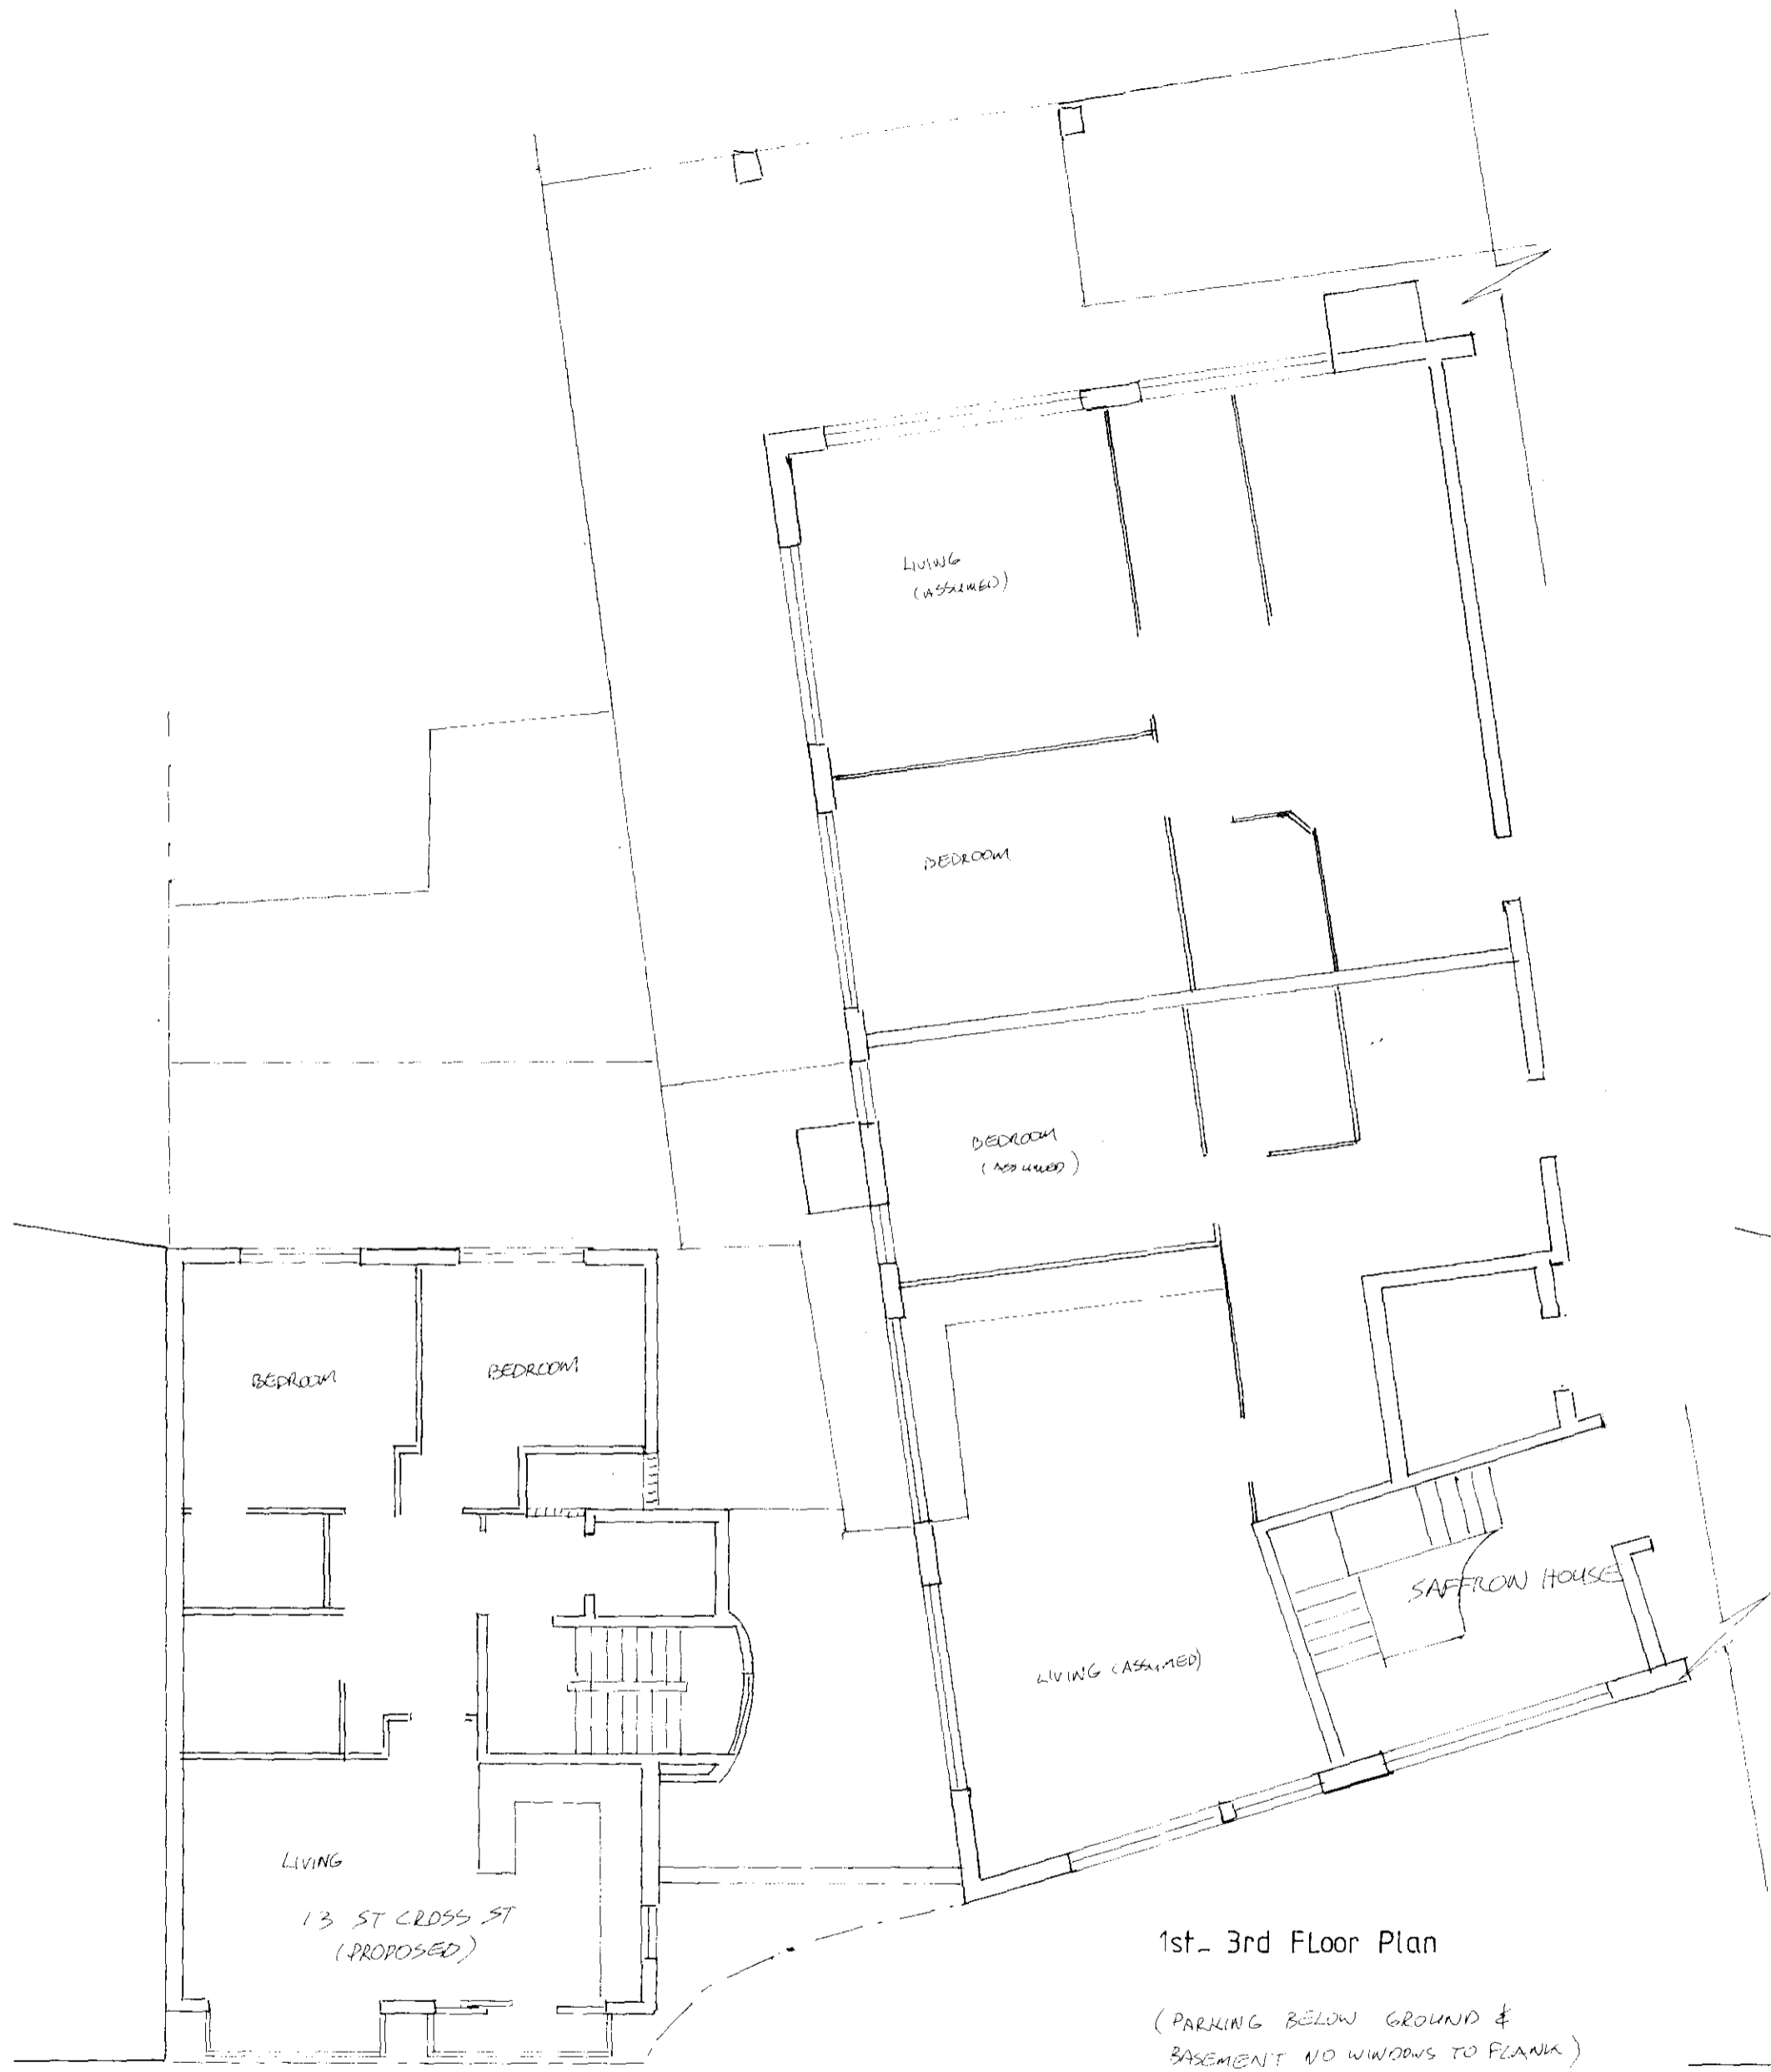 LIVING
(ASSUMED)
BEDROOM
BEDROOM
(ASSUMED)
BEDROOM
BEDROOM
SAFFRON HOUSE
LIVING (ASSUMED)
LIVING
13 ST CROSS ST
(PROPOSED)
1st_ 3rd FLoor Plan
(PARKING BELOW GROUND &
BASEMENT NO WINDOWS TO FLANK)